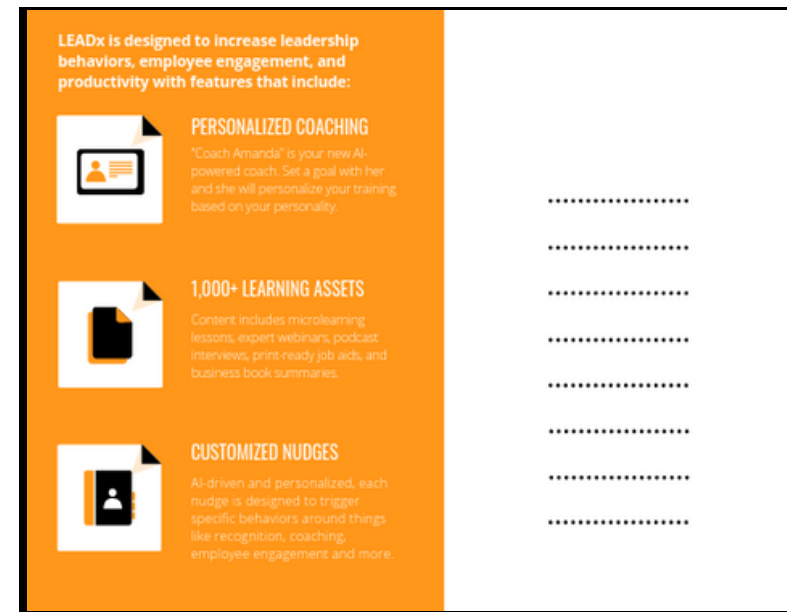 LEADx is designed to increase leadership
behaviors, employee engagement, and
productivity with features that include:
PERSONALIZED COACHING
"Coach Amanda" is your new AI-
powered coach. Set a goal with her
and she will personalize your training
based on your personality.
1,000+ LEARNING ASSETS
Content includes microlearning
lessons, expert webinars, podcast
interviews, print-ready job aids, and
business book summaries.
CUSTOMIZED NUDGES
AI-driven and personalized, each
nudge is designed to trigger
specific behaviors around things
like recognition, coaching,
employee engagement and more.